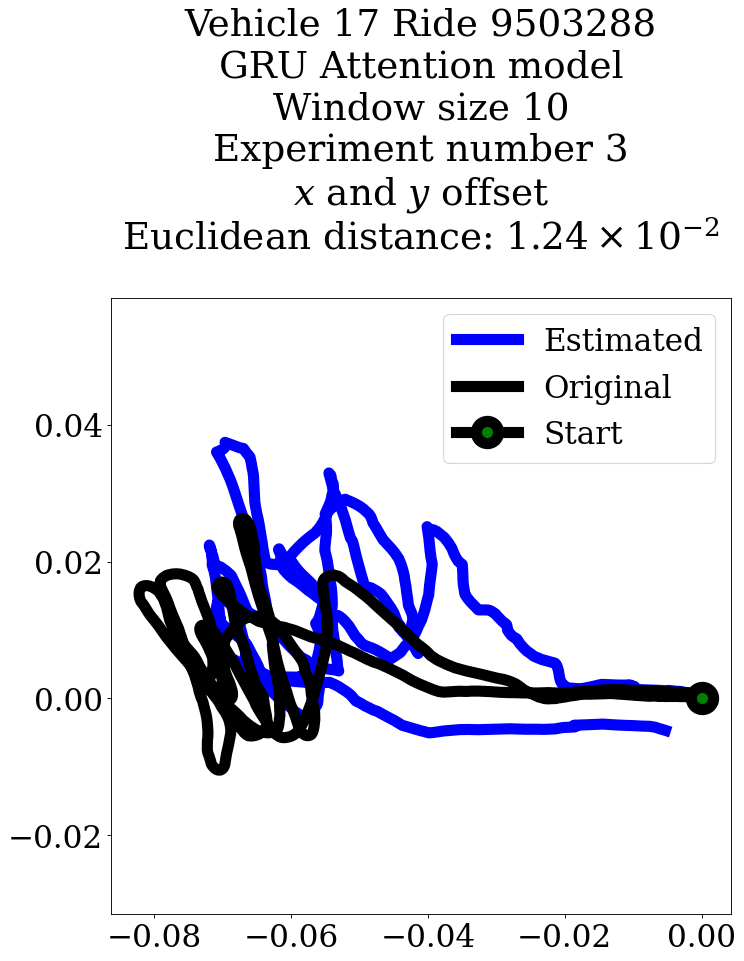 Vehicle 17 Ride 9503288
GRU Attention model
Window size 10
Experiment number 3
x and y offset
Euclidean distance: 1.24 × 10⁻²
Estimated
Original
Start
0.04
0.02
0.00
−0.02
−0.08
−0.06
−0.04
−0.02
0.00